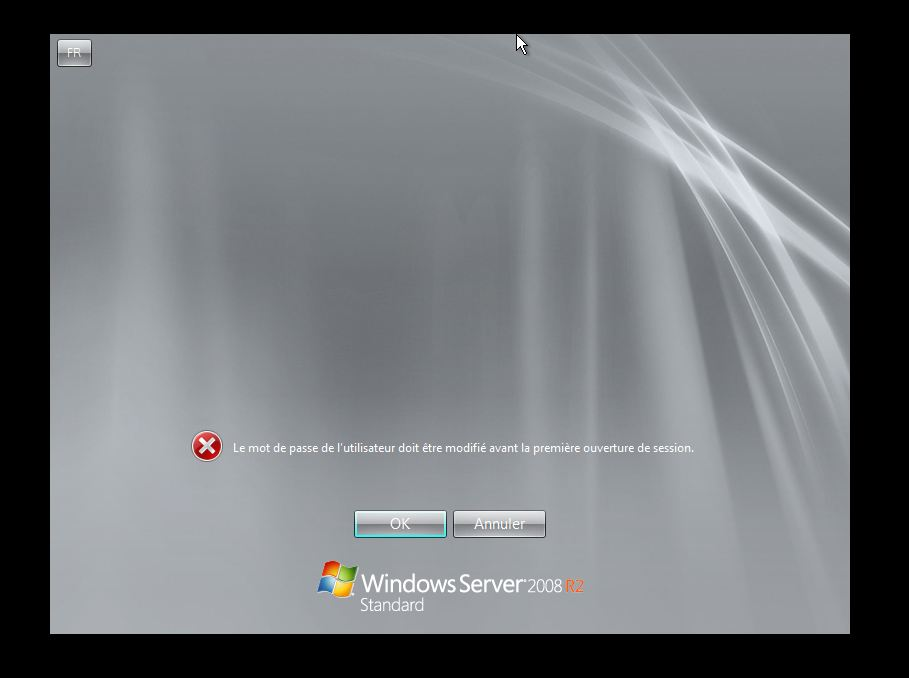 FR
Le mot de passe de l'utilisateur doit être modifié avant la première ouverture de session.
OK
Annuler
Windows Server 2008 R2
Standard